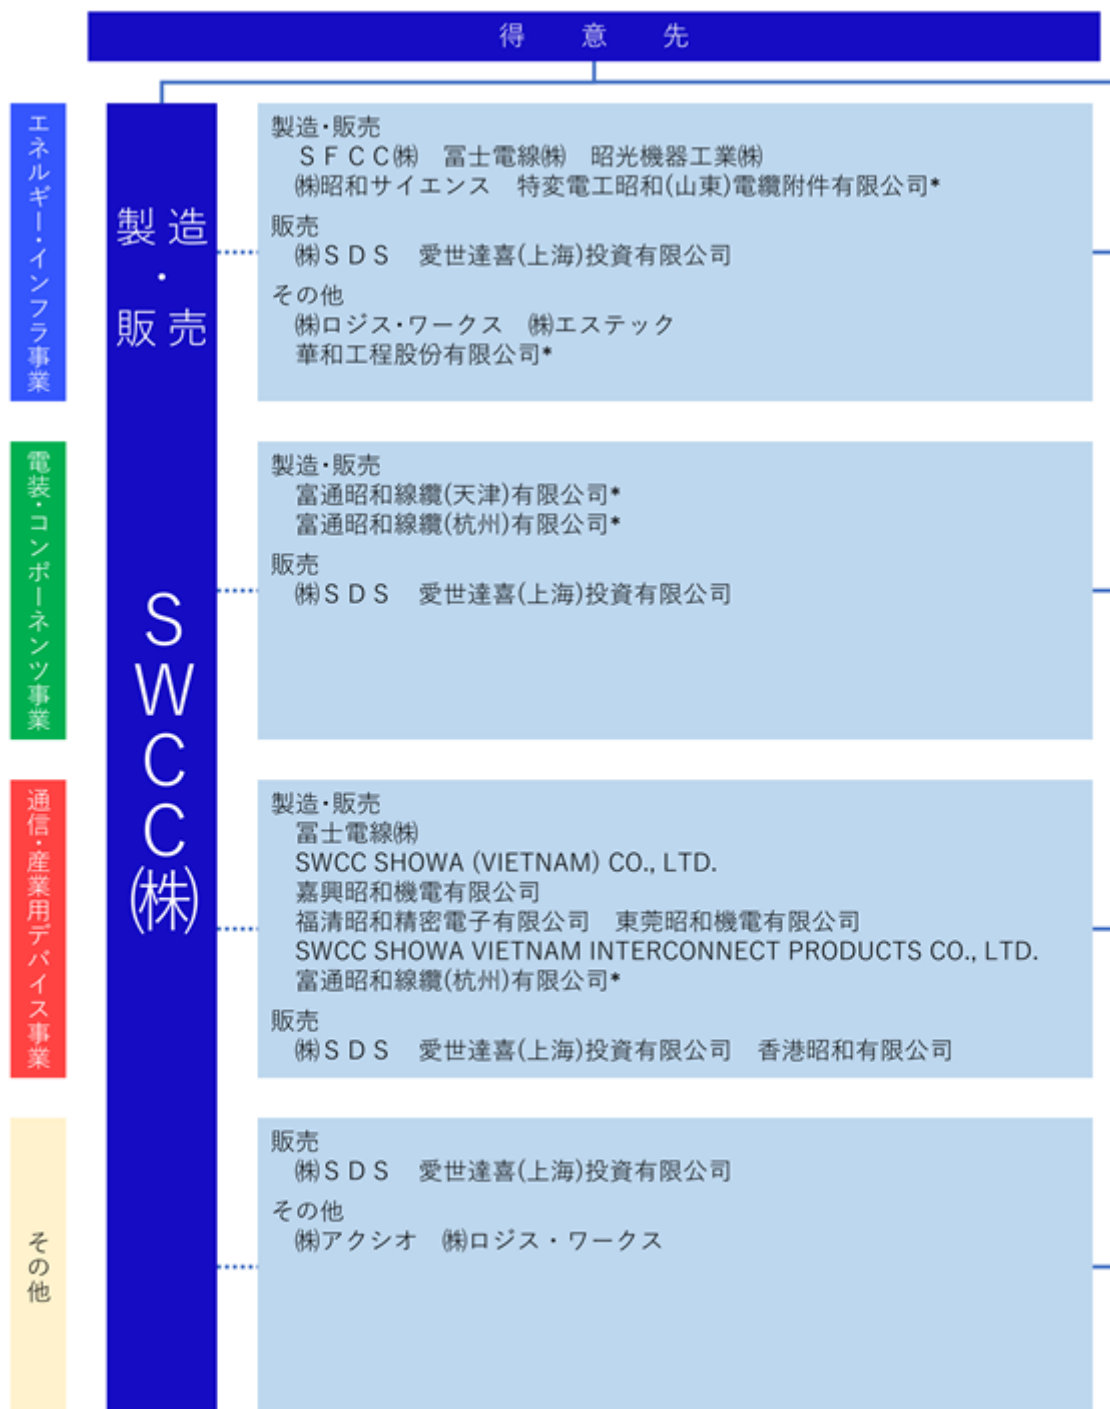 得意先
エネルギー・インフラ事業
製造・販売
SWCC㈱
製造・販売
ＳＦＣＣ㈱　冨士電線㈱　昭光機器工業㈱
㈱昭和サイエンス　特変電工昭和(山東)電纜附件有限公司*
販売
㈱ＳＤＳ　愛世達喜(上海)投資有限公司
その他
㈱ロジス・ワークス　㈱エステック
華和工程股份有限公司*
電装・コンポーネンツ事業
製造・販売
富通昭和線纜(天津)有限公司*
富通昭和線纜(杭州)有限公司*
販売
㈱ＳＤＳ　愛世達喜(上海)投資有限公司
通信・産業用デバイス事業
製造・販売
冨士電線㈱
SWCC SHOWA (VIETNAM) CO., LTD.
嘉興昭和機電有限公司
福清昭和精密電子有限公司　東莞昭和機電有限公司
SWCC SHOWA VIETNAM INTERCONNECT PRODUCTS CO., LTD.
富通昭和線纜(杭州)有限公司*
販売
㈱ＳＤＳ　愛世達喜(上海)投資有限公司　香港昭和有限公司
その他
販売
㈱ＳＤＳ　愛世達喜(上海)投資有限公司
その他
㈱アクシオ　㈱ロジス・ワークス